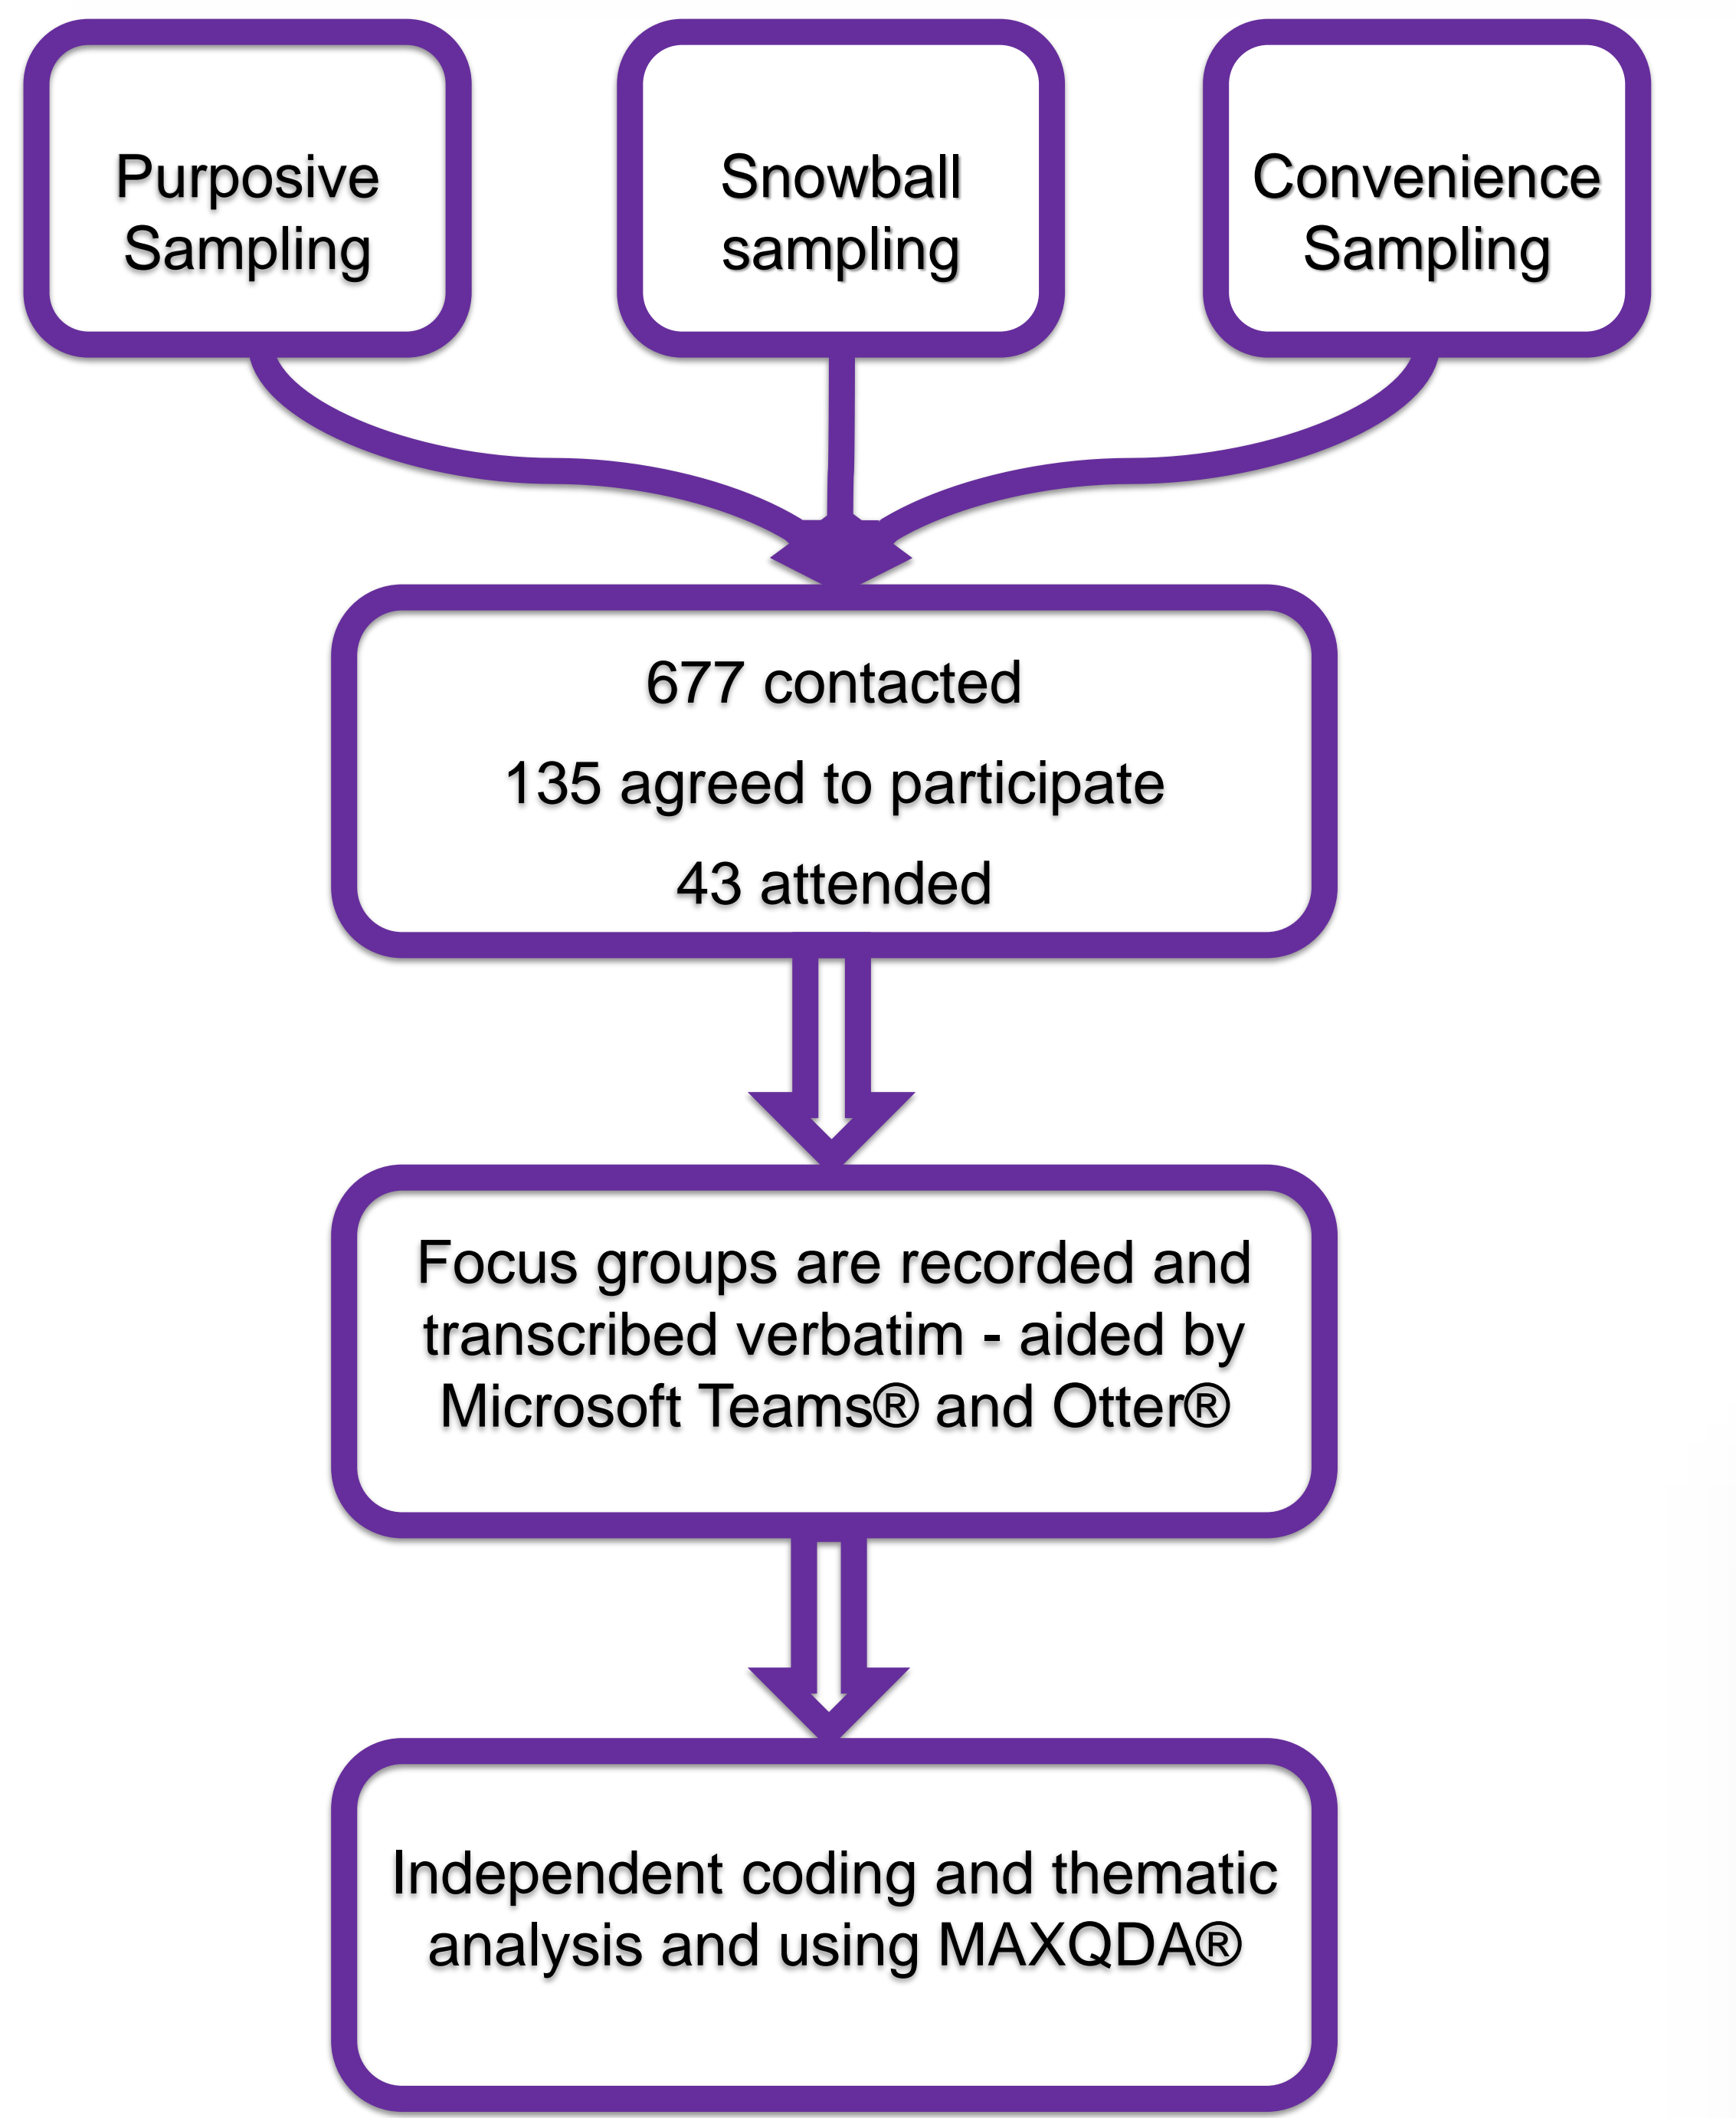 Purposive
Sampling
Snowball
sampling
Convenience
Sampling
677 contacted
135 agreed to participate
43 attended
Focus groups are recorded and
transcribed verbatim - aided by
Microsoft Teams® and Otter®
Independent coding and thematic
analysis and using MAXQDA®